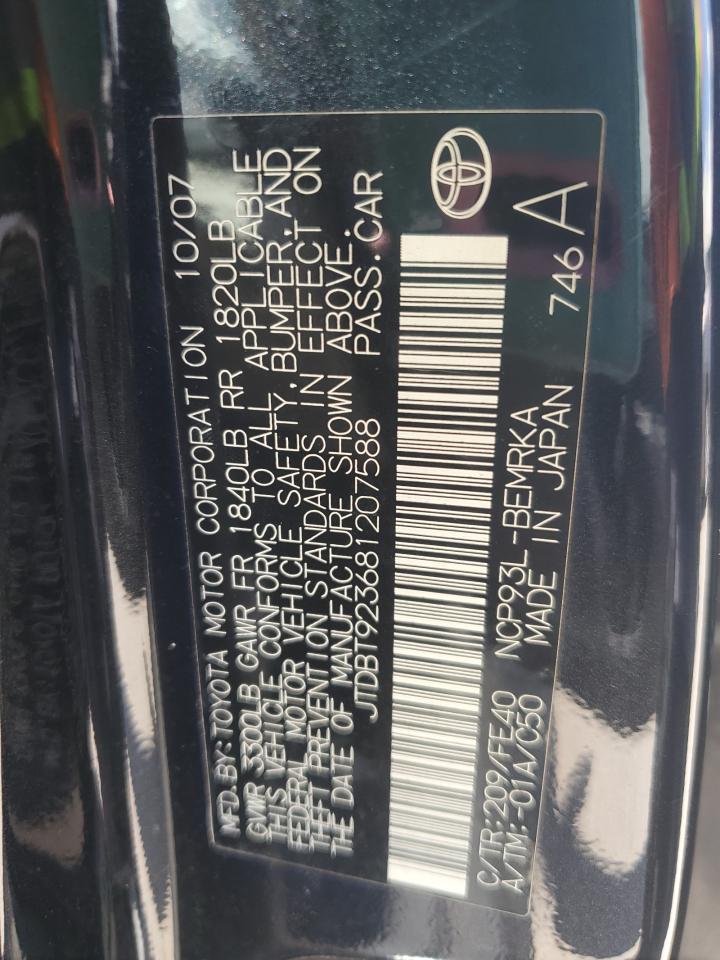 MFD.BY:TOYOTA MOTOR CORPORATION 10/07
GVWR 3300LB GAWR FR 1840LB RR 1820LB
THIS VEHICLE CONFORMS TO ALL APPLICABLE
FEDERAL MOTOR VEHICLE SAFETY,BUMPER,AND
THEFT PREVENTION STANDARDS IN EFFECT ON
THE DATE OF MANUFACTURE SHOWN ABOVE.
JTDBT923681207588 PASS.CAR
C/TR:209/FE40 NCP93L-BEMRKA
A/TM:-01A/C50 MADE IN JAPAN 746 A